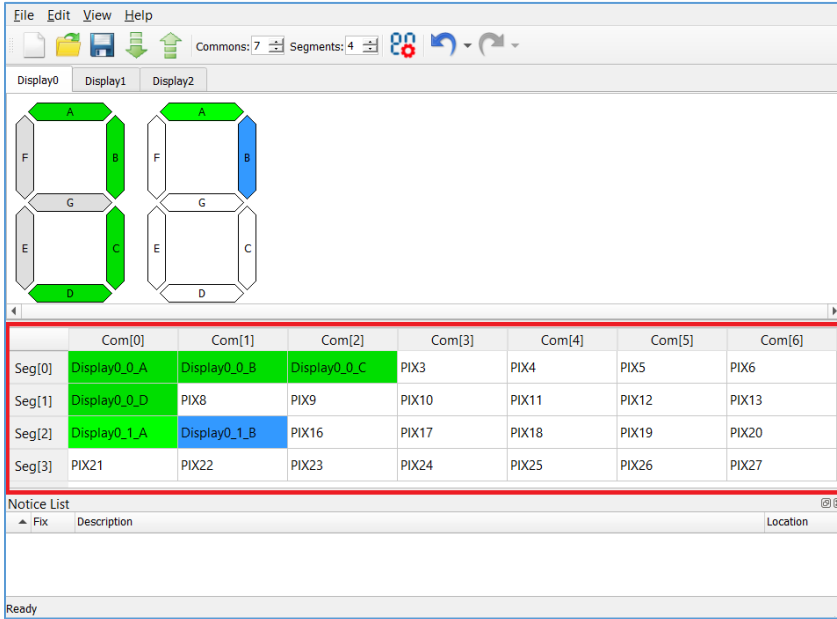 File Edit View Help
Commons: 7 Segments: 4
Display0 Display1 Display2
A A
F B F B
G G
E C E C
D D
Com[0] Com[1] Com[2] Com[3] Com[4] Com[5] Com[6]
Seg[0] Display0_0_A Display0_0_B Display0_0_C PIX3 PIX4 PIX5 PIX6
Seg[1] Display0_0_D PIX8 PIX9 PIX10 PIX11 PIX12 PIX13
Seg[2] Display0_1_A Display0_1_B PIX16 PIX17 PIX18 PIX19 PIX20
Seg[3] PIX21 PIX22 PIX23 PIX24 PIX25 PIX26 PIX27
Notice List
Fix Description Location
Ready